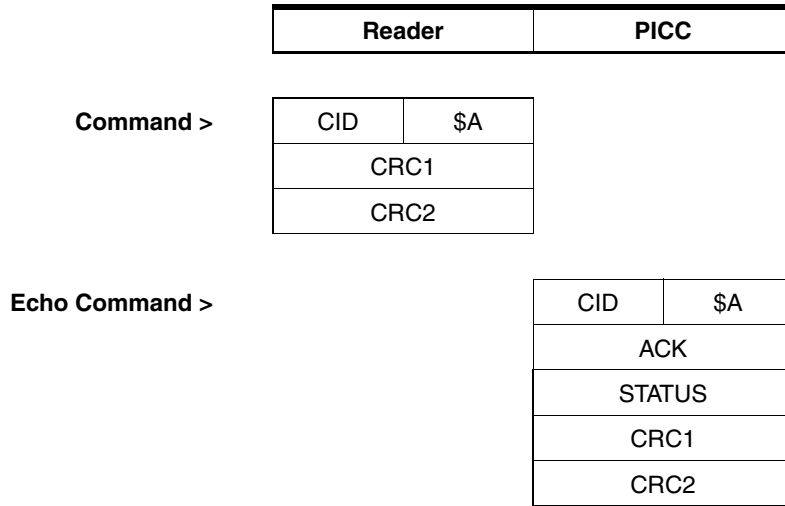 Reader PICC
Command > CID $A
CRC1
CRC2
Echo Command > CID $A
ACK
STATUS
CRC1
CRC2